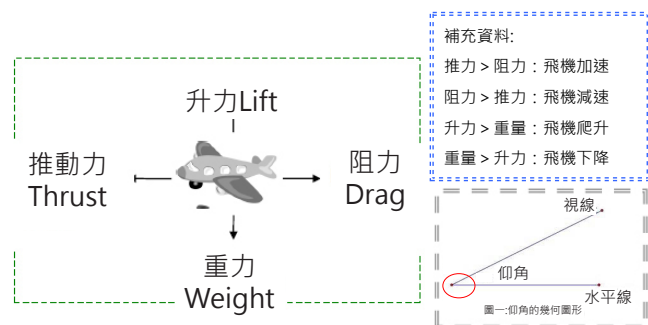 升力Lift
推動力
Thrust
阻力
Drag
重力
Weight
補充資料:
推力 > 阻力：飛機加速
阻力 > 推力：飛機減速
升力 > 重量：飛機爬升
重量 > 升力：飛機下降
視線
仰角
水平線
圖一:仰角的幾何圖形